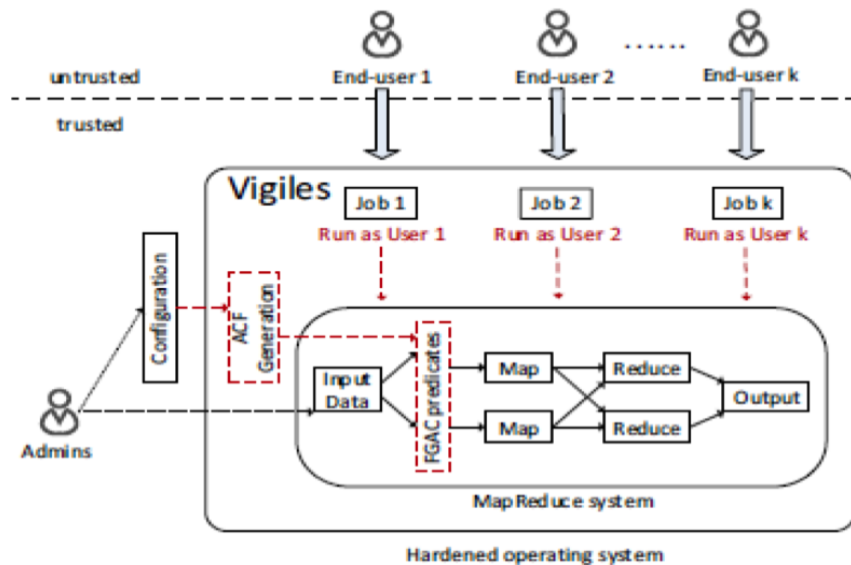 untrusted
End-user 1
End-user 2
......
End-user k
trusted
Vigiles
Job 1
Job 2
Job k
Run as User 1
Run as User 2
Run as User k
Configuration
ACF
Generation
FGAC predicates
Input
Data
Map
Reduce
Map
Reduce
Output
Admins
MapReduce system
Hardened operating system